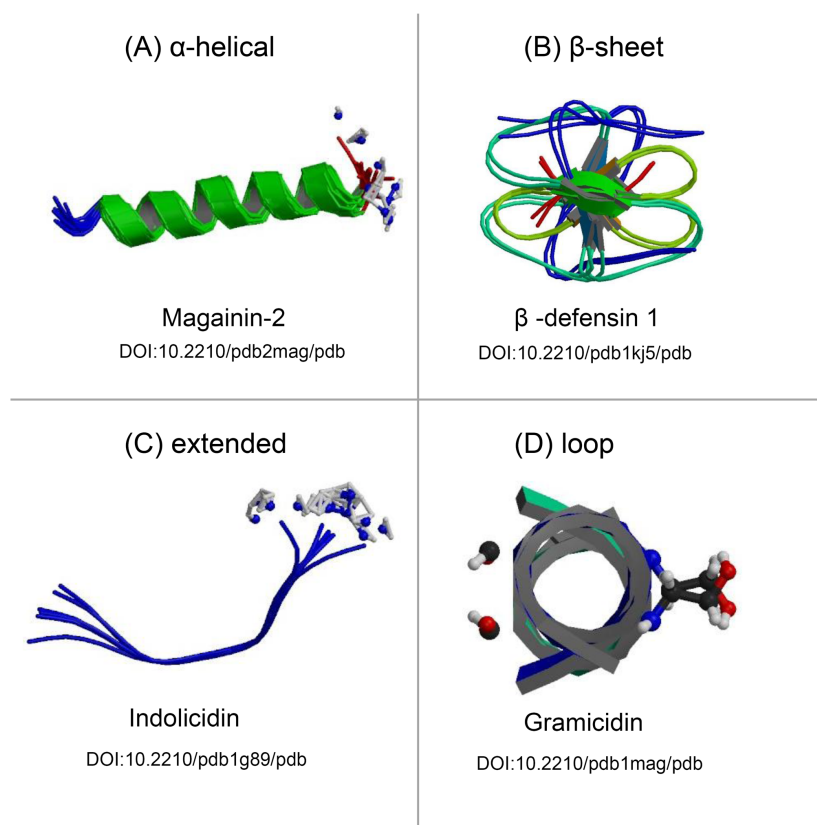 (A) α-helical
(B) β-sheet
Magainin-2
DOI:10.2210/pdb2mag/pdb
β -defensin 1
DOI:10.2210/pdb1kj5/pdb
(C) extended
(D) loop
Indolicidin
DOI:10.2210/pdb1g89/pdb
Gramicidin
DOI:10.2210/pdb1mag/pdb